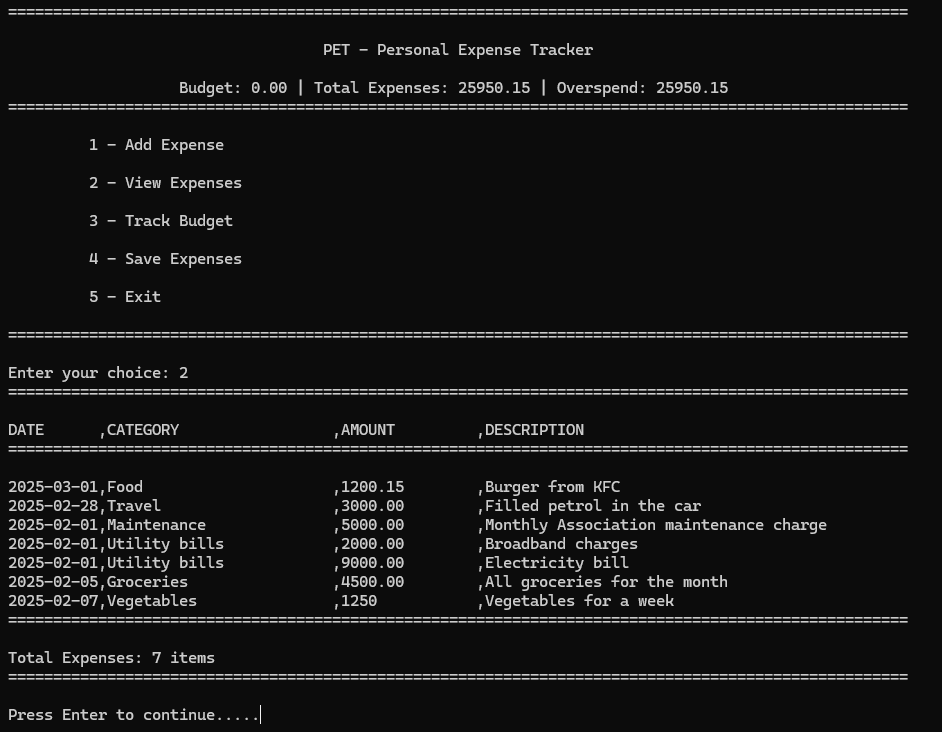 ====================================================================================================
PET - Personal Expense Tracker
Budget: 0.00 | Total Expenses: 25950.15 | Overspend: 25950.15
====================================================================================================
1 - Add Expense
2 - View Expenses
3 - Track Budget
4 - Save Expenses
5 - Exit
====================================================================================================
Enter your choice: 2
====================================================================================================
DATE      ,CATEGORY                 ,AMOUNT         ,DESCRIPTION
====================================================================================================
2025-03-01,Food                     ,1200.15        ,Burger from KFC
2025-02-28,Travel                   ,3000.00        ,Filled petrol in the car
2025-02-01,Maintenance              ,5000.00        ,Monthly Association maintenance charge
2025-02-01,Utility bills            ,2000.00        ,Broadband charges
2025-02-01,Utility bills            ,9000.00        ,Electricity bill
2025-02-05,Groceries                ,4500.00        ,All groceries for the month
2025-02-07,Vegetables               ,1250           ,Vegetables for a week
====================================================================================================
Total Expenses: 7 items
====================================================================================================
Press Enter to continue.....